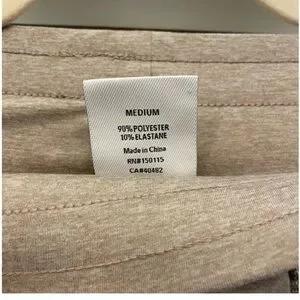 MEDIUM
90% POLYESTER
10% ELASTANE
Made in China
RN#150115
CA#40482